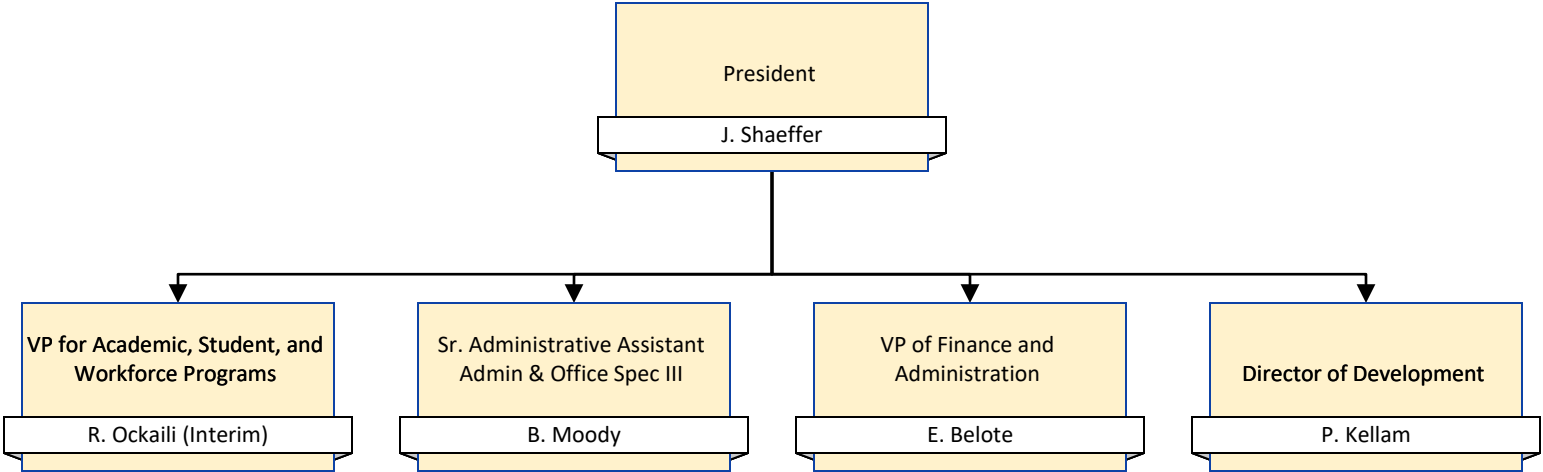 President
J. Shaeffer
VP for Academic, Student, and
Workforce Programs
R. Ockaili (Interim)
Sr. Administrative Assistant
Admin & Office Spec III
B. Moody
VP of Finance and
Administration
E. Belote
Director of Development
P. Kellam